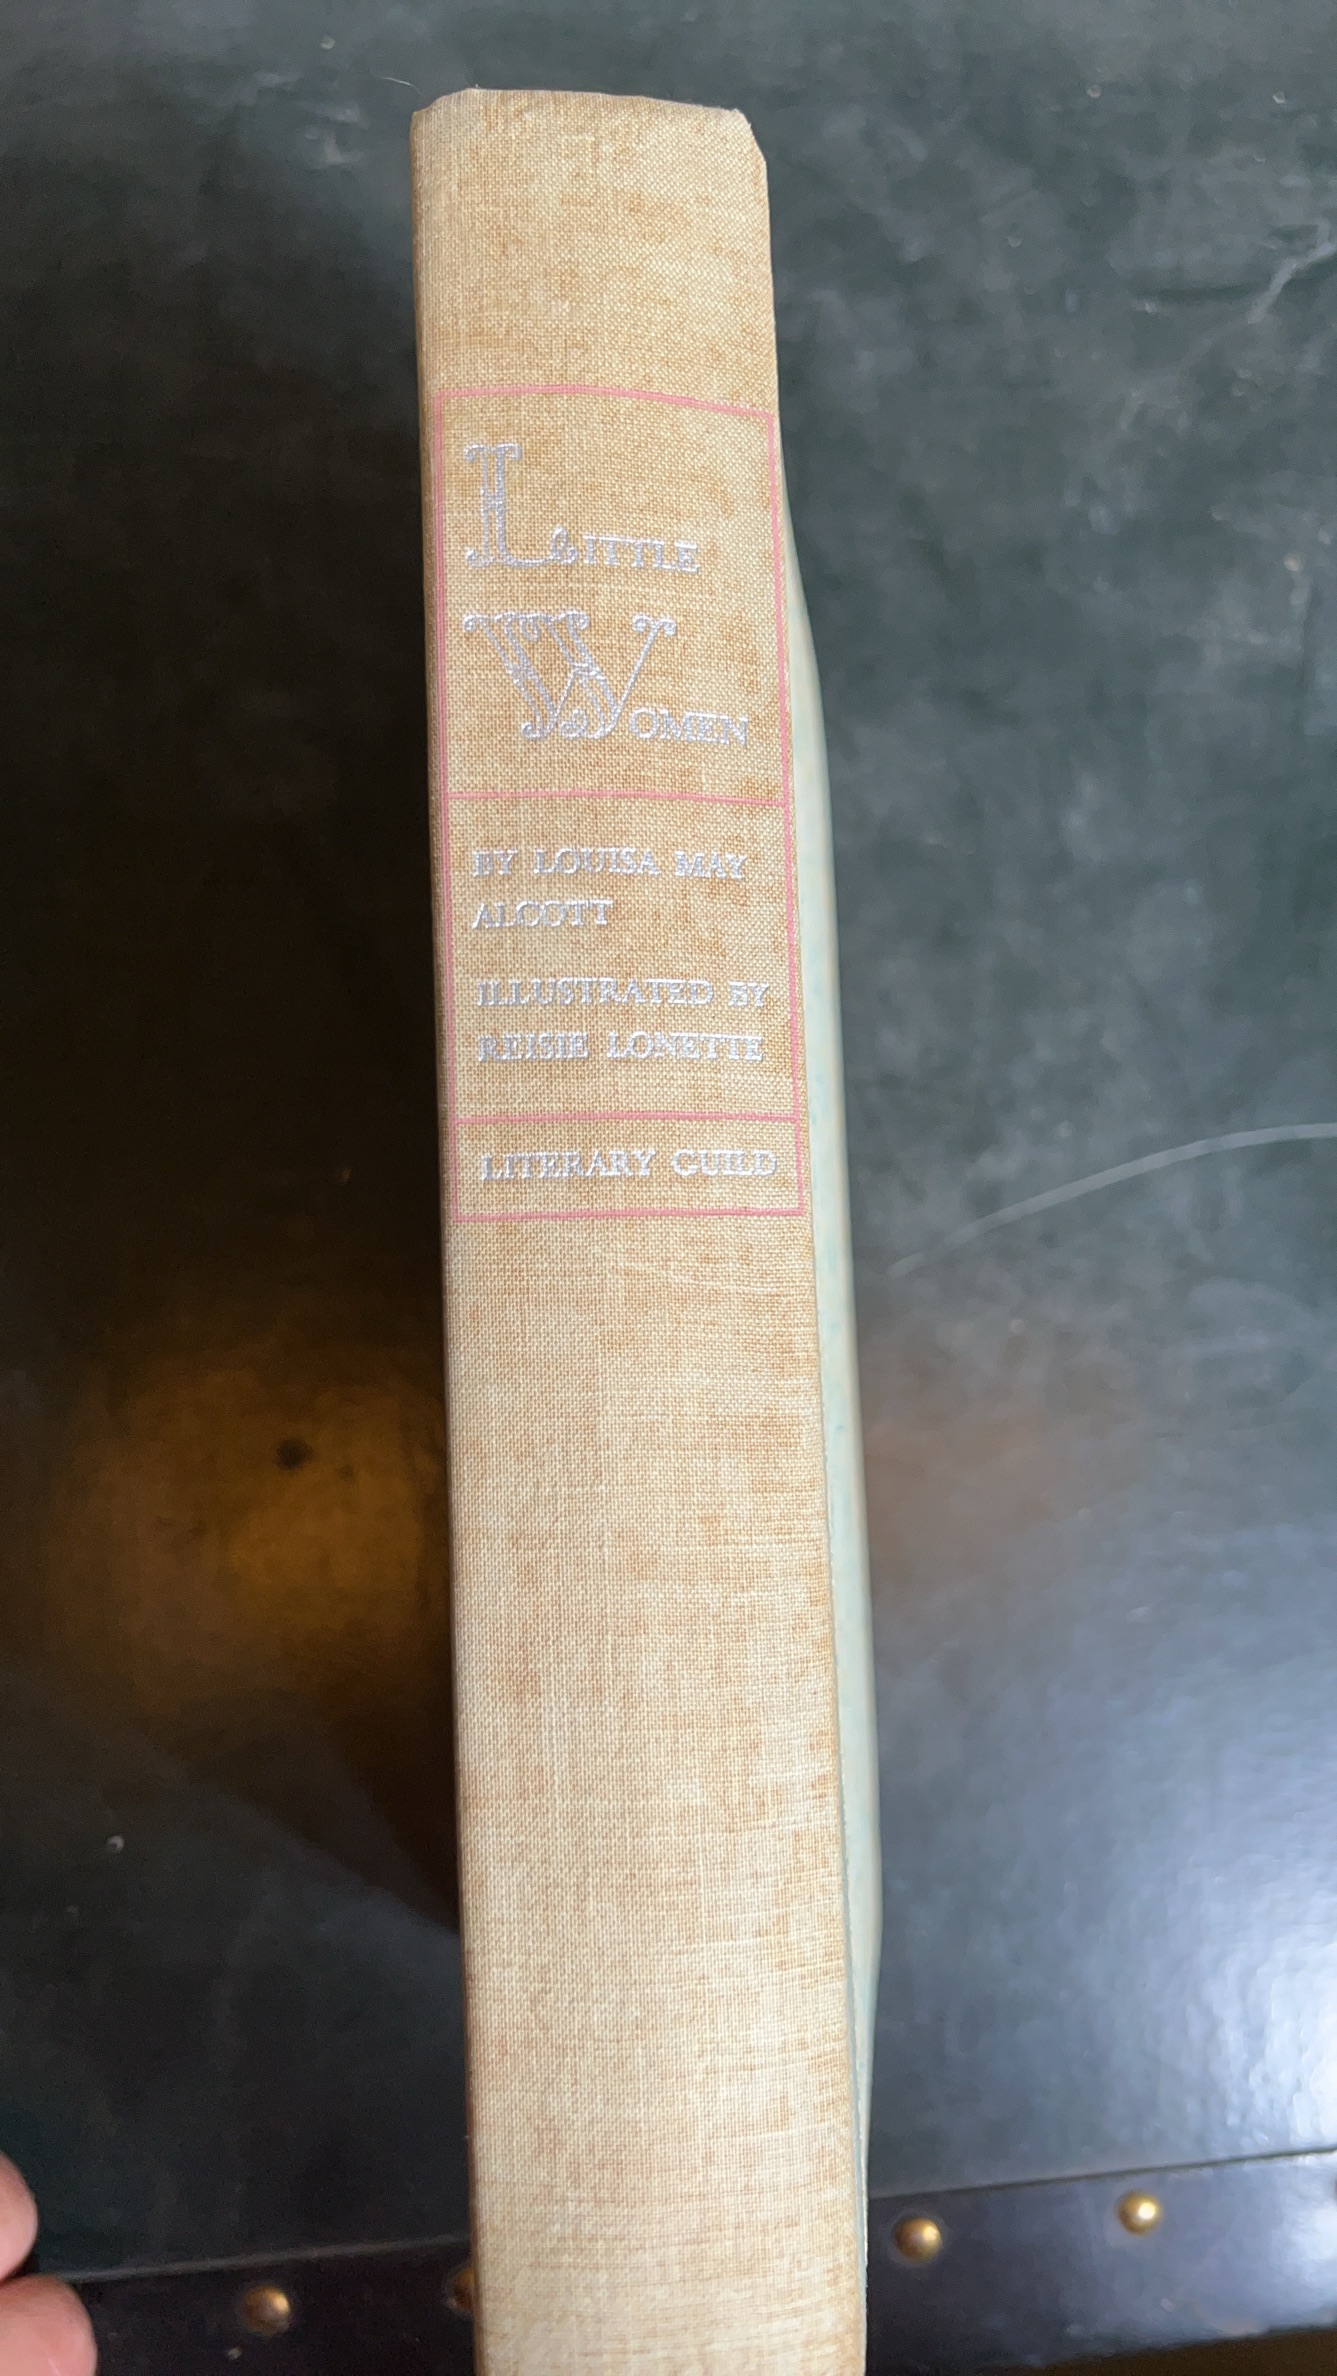 LITTLE
WOMEN
BY LOUISA MAY
ALCOTT
ILLUSTRATED BY
REISIE LONETTE
LITERARY GUILD